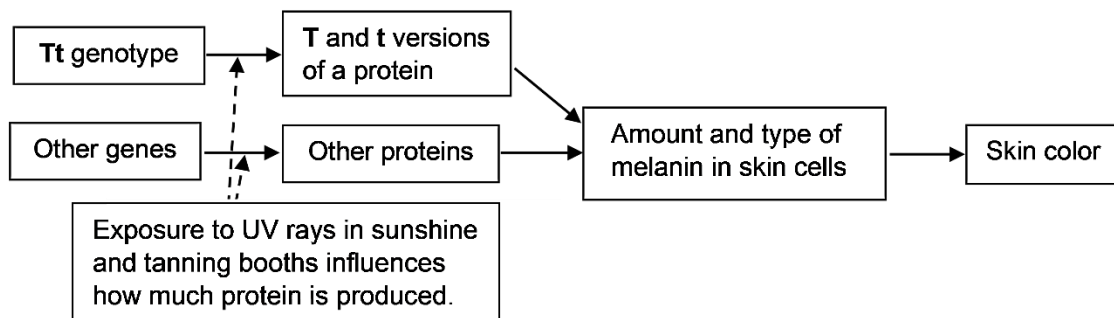 Tt genotype
T and t versions
of a protein
Other genes
Other proteins
Amount and type of
melanin in skin cells
Skin color
Exposure to UV rays in sunshine
and tanning booths influences
how much protein is produced.